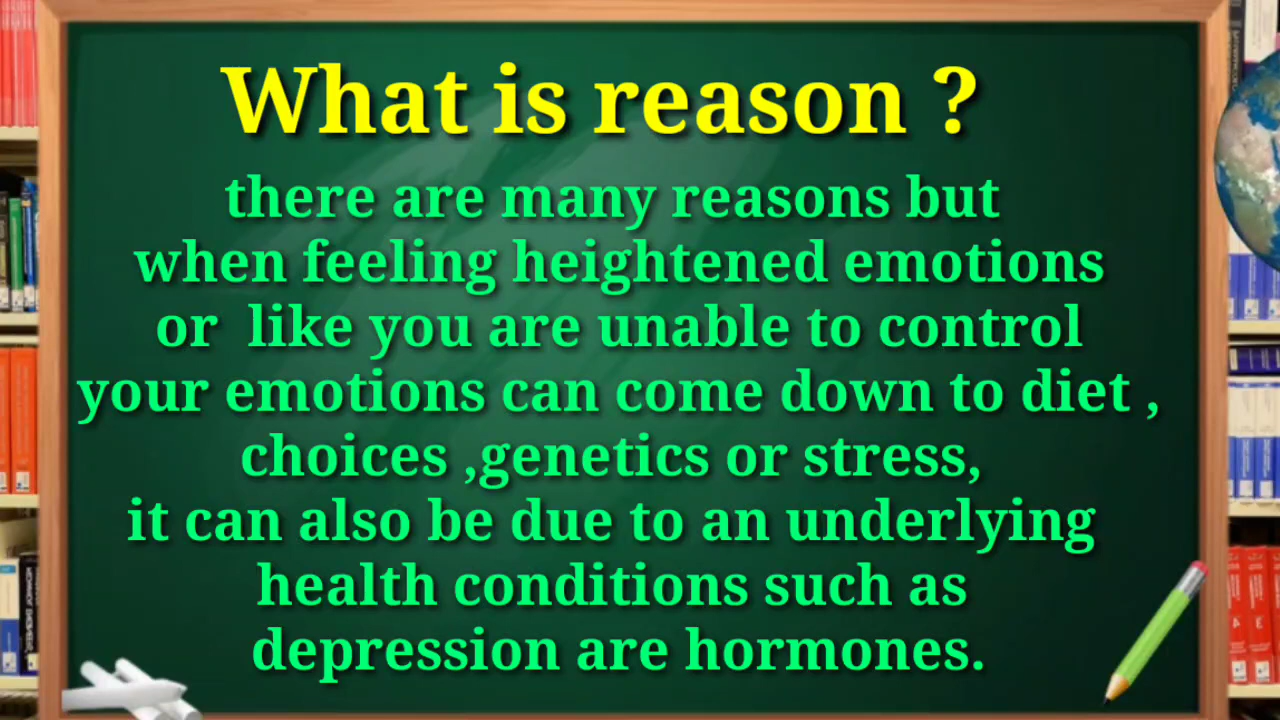 What is reason ?
there are many reasons but
when feeling heightened emotions
or like you are unable to control
your emotions can come down to diet ,
choices ,genetics or stress,
it can also be due to an underlying
health conditions such as
depression are hormones.